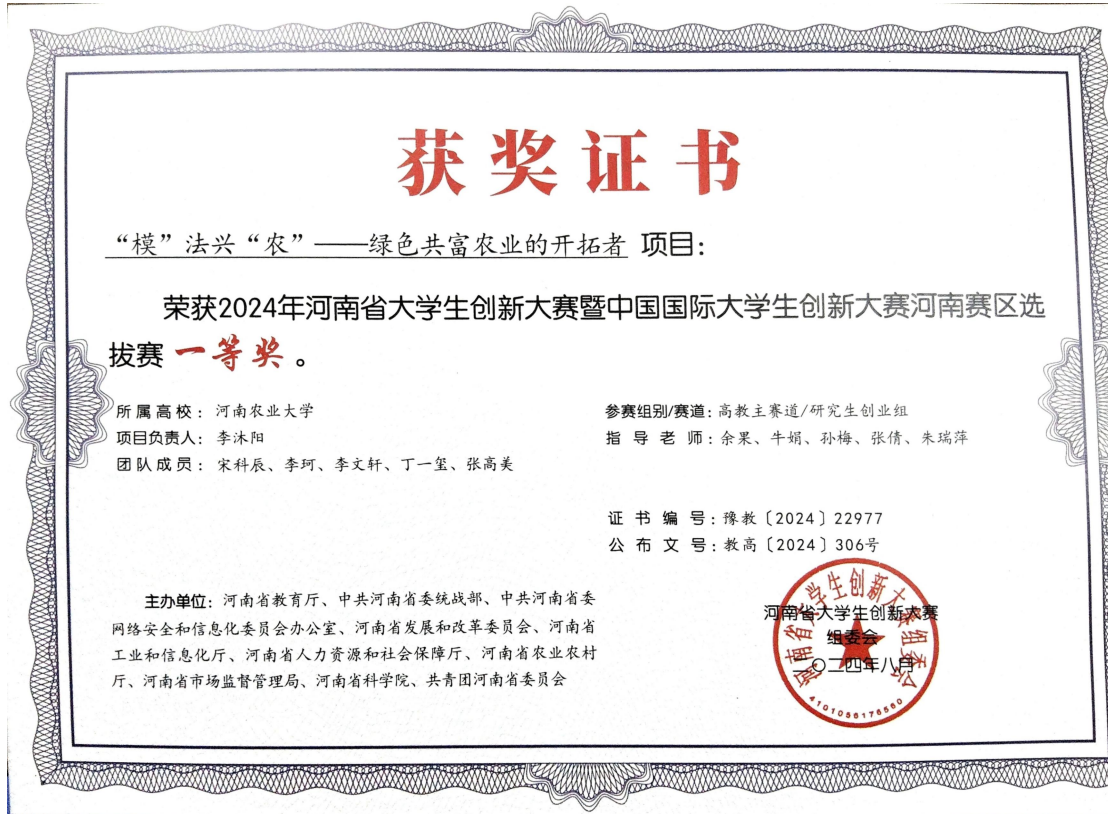 获奖证书
“模”法兴“农”——绿色共富农业的开拓者 项目：
荣获2024年河南省大学生创新大赛暨中国国际大学生创新大赛河南赛区选
拔赛 一等奖 。
所属高校：河南农业大学
项目负责人：李沐阳
团队成员：宋科辰、李珂、李文轩、丁一玺、张高美
参赛组别/赛道：高教主赛道/研究生创业组
指导老师：余果、牛娟、孙梅、张倩、朱瑞萍
证书编号：豫教〔2024〕22977
公布文号：教高〔2024〕306号
主办单位：河南省教育厅、中共河南省委统战部、中共河南省委
网络安全和信息化委员会办公室、河南省发展和改革委员会、河南省
工业和信息化厅、河南省人力资源和社会保障厅、河南省农业农村
厅、河南省市场监督管理局、河南省科学院、共青团河南省委员会
河南省大学生创新大赛
组委会
二〇二四年八月
河南省大学生创新大赛组委会
4101056176560